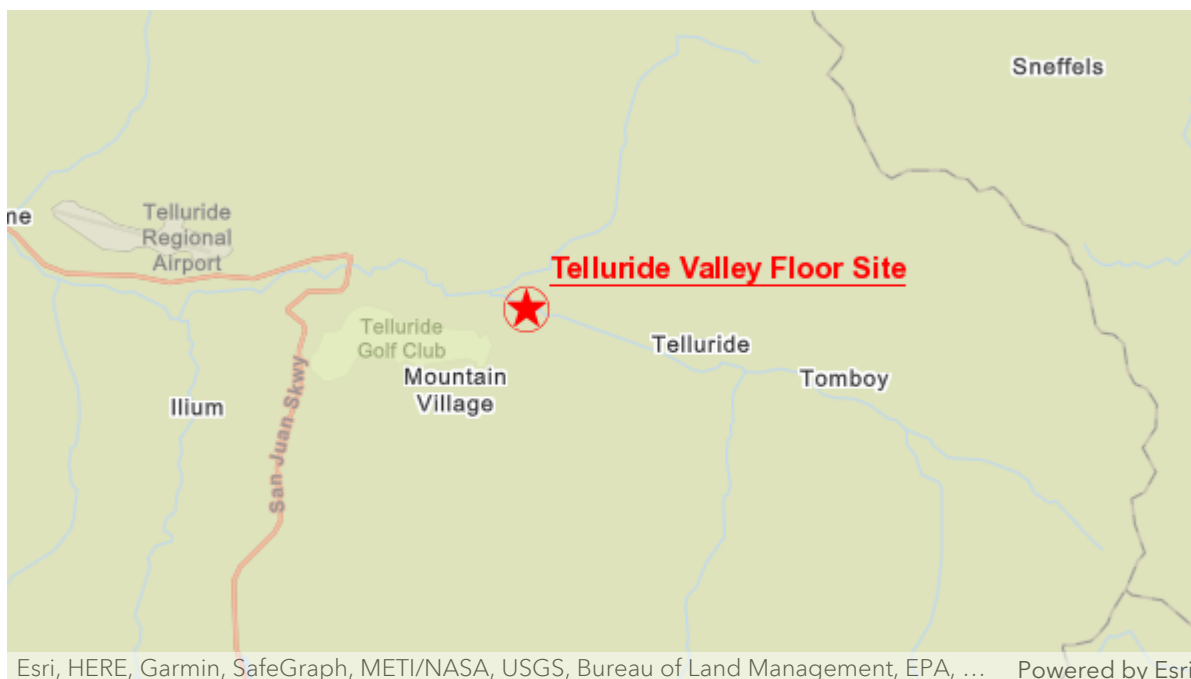 Sneffels
me
Telluride
Regional
Airport
Telluride Valley Floor Site
Telluride
Golf Club
Telluride
Mountain
Village
Tomboy
Ilium
San Juan Skwy
Esri, HERE, Garmin, SafeGraph, METI/NASA, USGS, Bureau of Land Management, EPA, ...
Powered by Esri